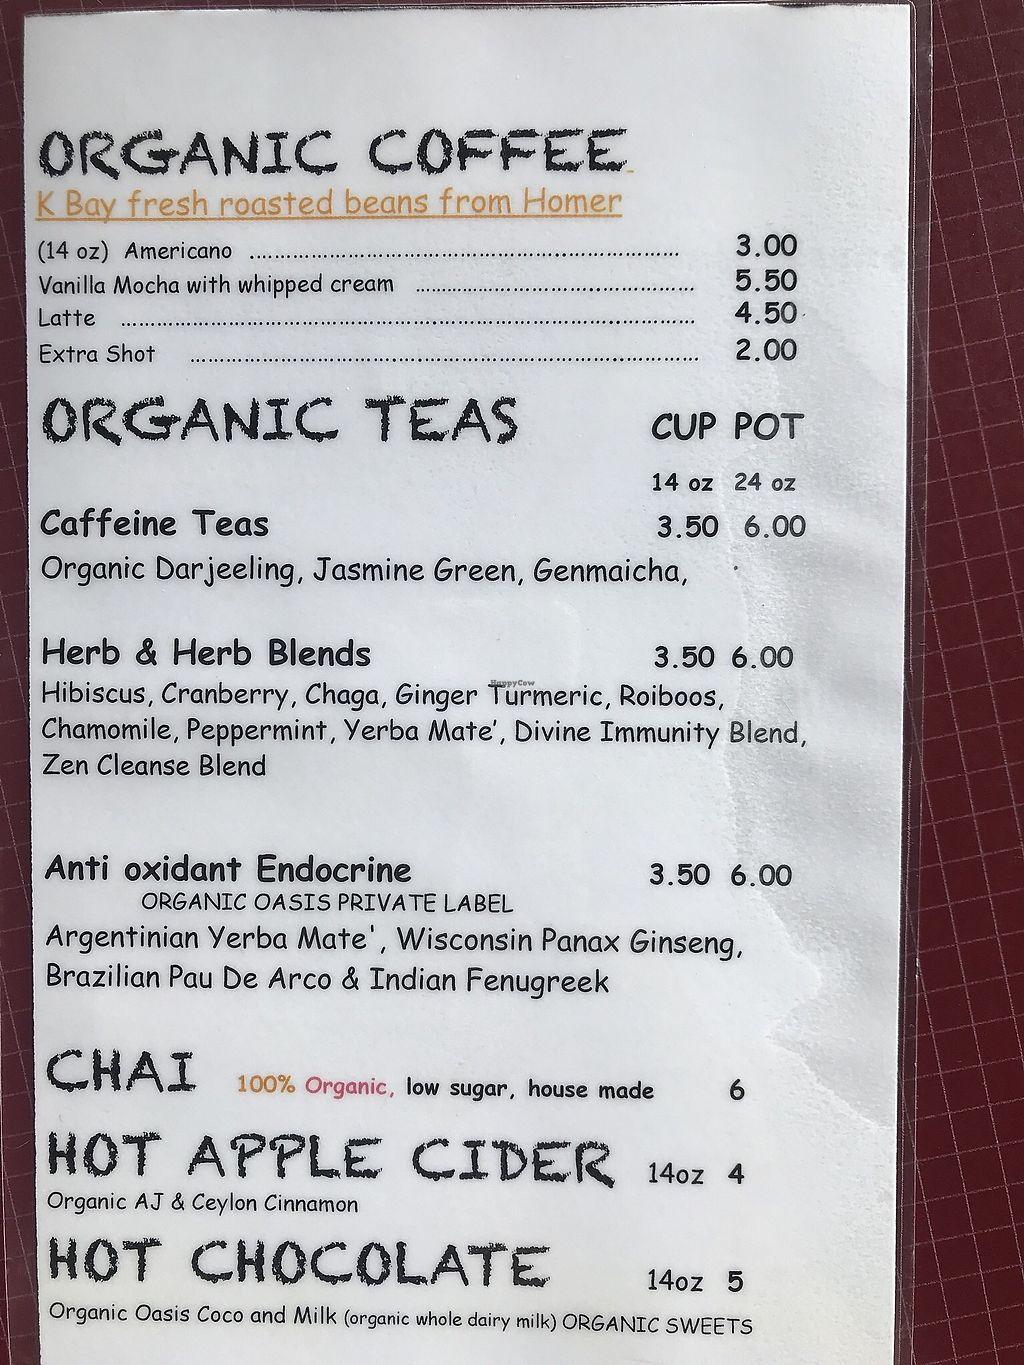 ORGANIC COFFEE
K Bay fresh roasted beans from Homer
(14 oz) Americano ........................................................................ 3.00
Vanilla Mocha with whipped cream ............................................... 5.50
Latte ................................................................................................ 4.50
Extra Shot ..................................................................................... 2.00
ORGANIC TEAS CUP POT
14 oz 24 oz
Caffeine Teas 3.50 6.00
Organic Darjeeling, Jasmine Green, Genmaicha,
Herb & Herb Blends 3.50 6.00
HappyCow
Hibiscus, Cranberry, Chaga, Ginger Turmeric, Roiboos,
Chamomile, Peppermint, Yerba Mate', Divine Immunity Blend,
Zen Cleanse Blend
Anti oxidant Endocrine 3.50 6.00
ORGANIC OASIS PRIVATE LABEL
Argentinian Yerba Mate', Wisconsin Panax Ginseng,
Brazilian Pau De Arco & Indian Fenugreek
CHAI 100% Organic, low sugar, house made 6
HOT APPLE CIDER 14oz 4
Organic AJ & Ceylon Cinnamon
HOT CHOCOLATE 14oz 5
Organic Oasis Coco and Milk (organic whole dairy milk) ORGANIC SWEETS